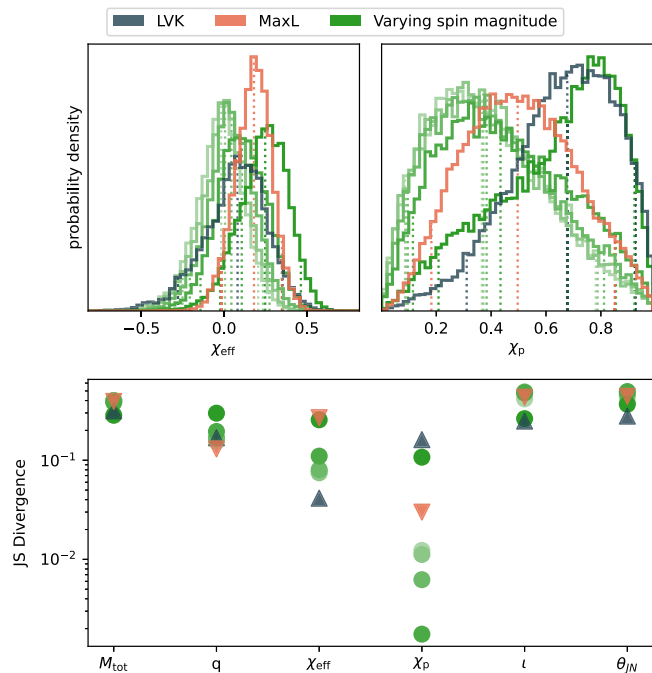 LVK MaxL Varying spin magnitude
probability density
−0.5 0.0 0.5
χeff
0.2 0.4 0.6 0.8
χp
JS Divergence
10⁻¹
10⁻²
Mtot q χeff χp ι θJN